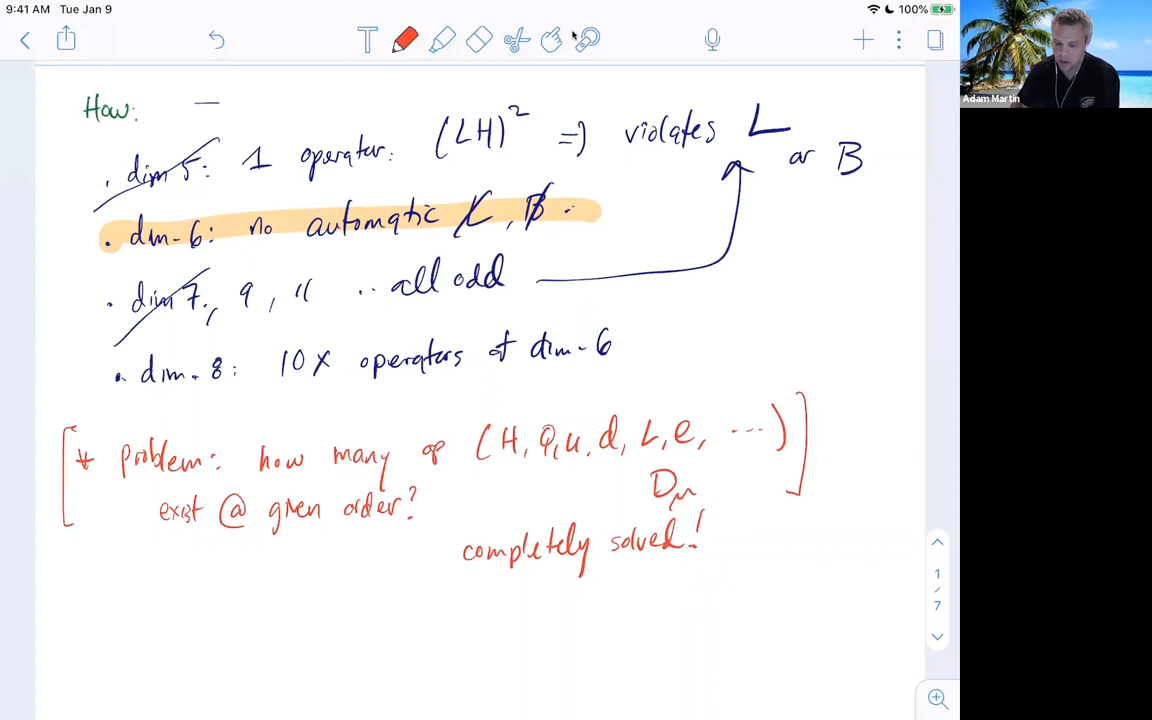 9:41 AM Tue Jan 9
100%
Adam Martin
How: —
. dim 5: 1 operator: (LH)² => violates L or B
. dim-6: no automatic L, B.
. dim 7, 9, 11 .. all odd
. dim. 8: 10x operators at dim-6
* problem: how many op (H, Q, u, d, L, e, ...)
Dμ
exist @ given order?
completely solved!
1
/
7